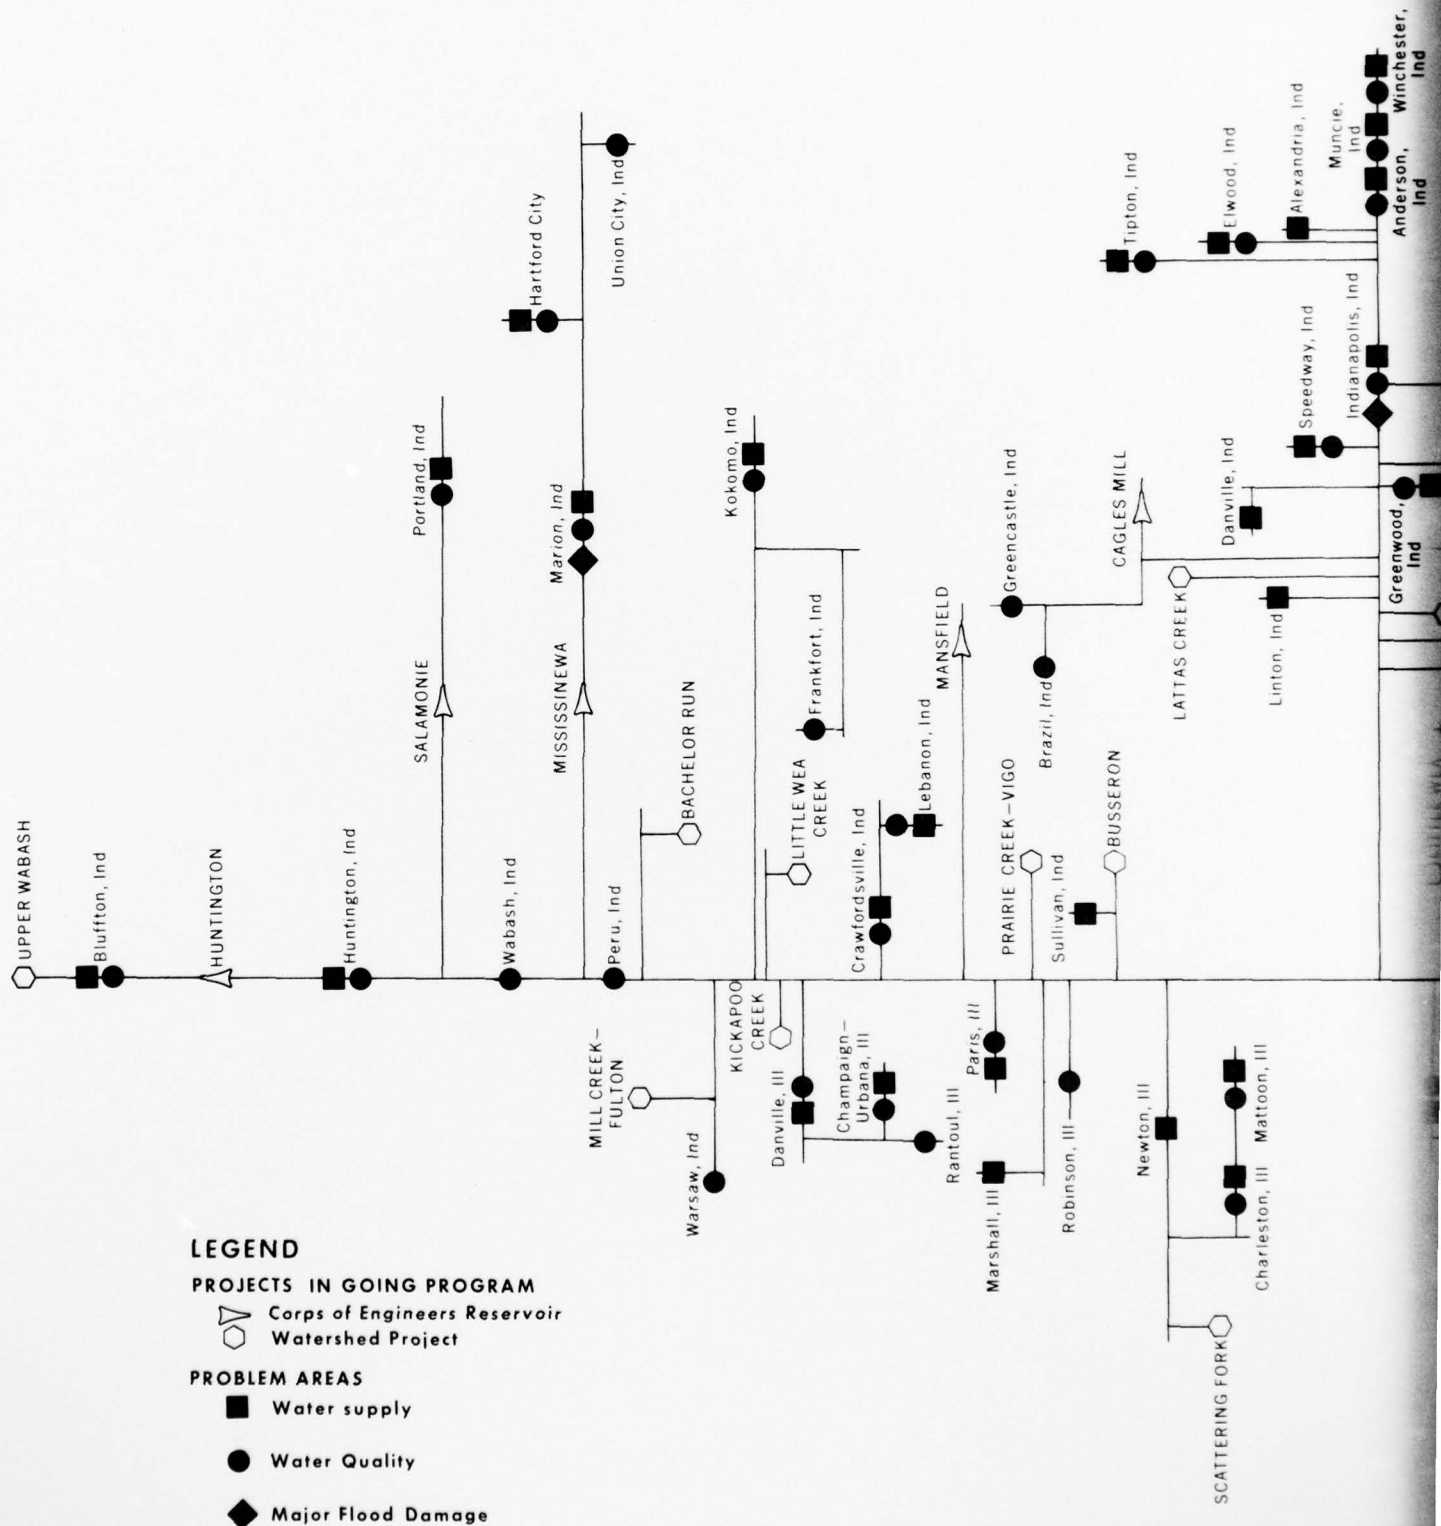 UPPER WABASH
Bluffton, Ind
HUNTINGTON
Huntington, Ind
SALAMONIE
Portland, Ind
Wabash, Ind
MISSISSINEWA
Marion, Ind
Hartford City
Union City, Ind
Peru, Ind
BACHELOR RUN
MILL CREEK–
FULTON
Warsaw, Ind
Kokomo, Ind
Frankfort, Ind
KICKAPOO
CREEK
LITTLE WEA
CREEK
Danville, Ill
Champaign–
Urbana, Ill
Rantoul, Ill
Crawfordsville, Ind
Lebanon, Ind
MANSFIELD
Paris, Ill
Marshall, Ill
PRAIRIE CREEK–VIGO
Robinson, Ill
Sullivan, Ind
BUSSERON
Greencastle, Ind
Brazil, Ind
CAGLES MILL
Newton, Ill
Charleston, Ill
Mattoon, Ill
SCATTERING FORK
LATTAS CREEK
Linton, Ind
Danville, Ind
Greenwood,
Ind
Speedway, Ind
Indianapolis, Ind
Tipton, Ind
Elwood, Ind
Alexandria, Ind
Anderson,
Ind
Muncie,
Ind
Winchester,
Ind
LEGEND
PROJECTS IN GOING PROGRAM
Corps of Engineers Reservoir
Watershed Project
PROBLEM AREAS
Water supply
Water Quality
Major Flood Damage